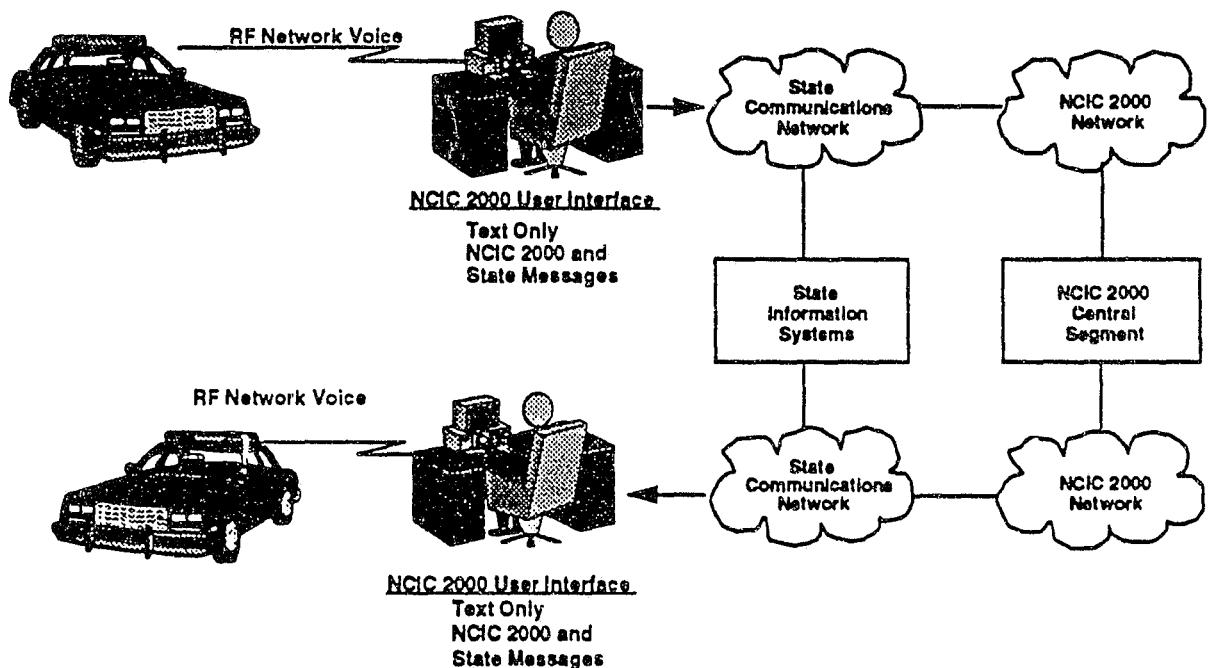 RF Network Voice
State
Communications
Network
NCIC 2000
Network
NCIC 2000 User Interface
Text Only
NCIC 2000 and
State Messages
State
Information
Systems
NCIC 2000
Central
Segment
RF Network Voice
State
Communications
Network
NCIC 2000
Network
NCIC 2000 User Interface
Text Only
NCIC 2000 and
State Messages